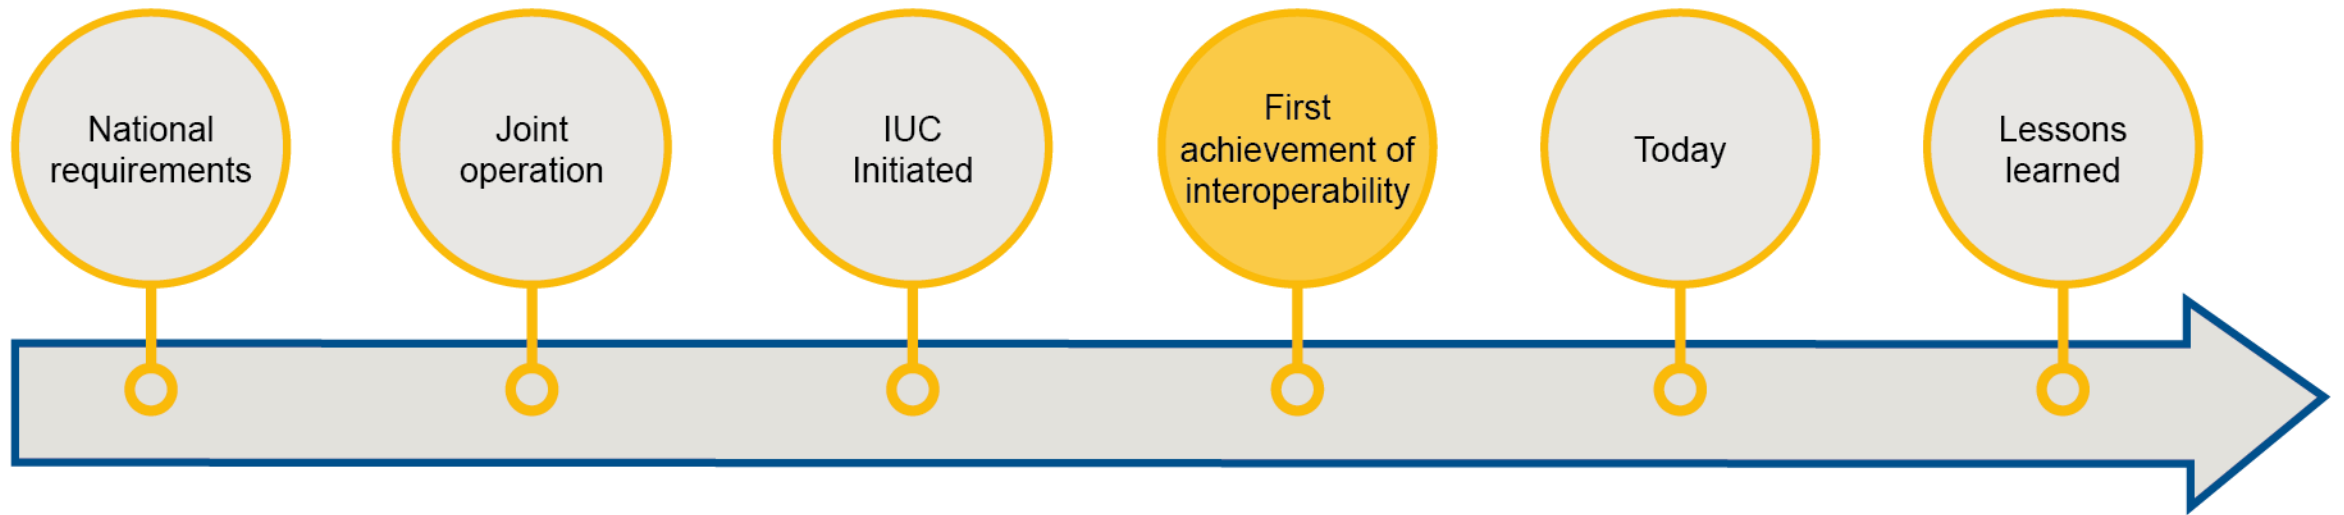 National
requirements
Joint
operation
IUC
Initiated
First
achievement of
interoperability
Today
Lessons
learned